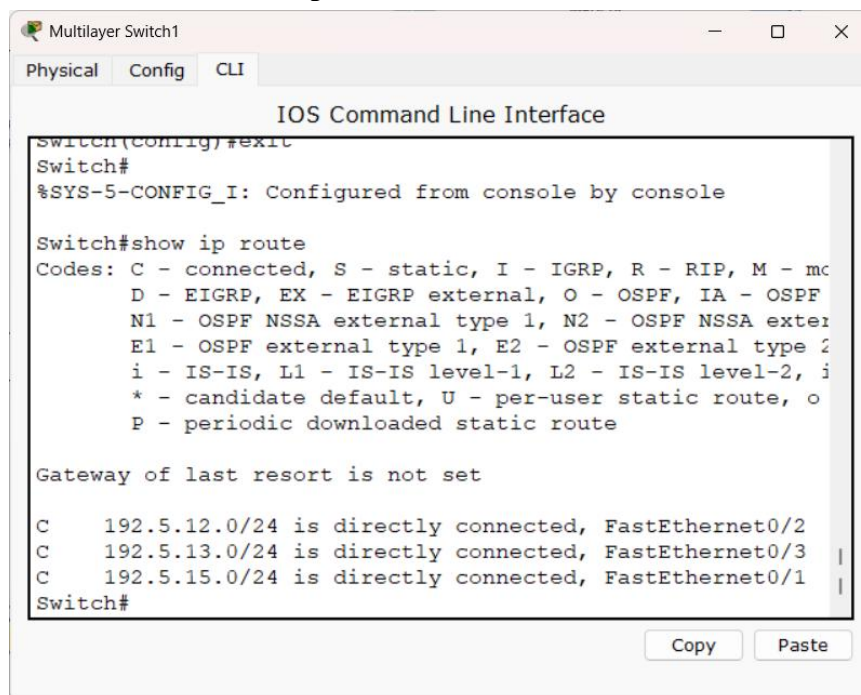 Multilayer Switch1
Physical Config CLI
IOS Command Line Interface
Switch(config)#exit
Switch#
%SYS-5-CONFIG_I: Configured from console by console
Switch#show ip route
Codes: C - connected, S - static, I - IGRP, R - RIP, M - mo
D - EIGRP, EX - EIGRP external, O - OSPF, IA - OSPF
N1 - OSPF NSSA external type 1, N2 - OSPF NSSA exter
E1 - OSPF external type 1, E2 - OSPF external type 2
i - IS-IS, L1 - IS-IS level-1, L2 - IS-IS level-2, i
* - candidate default, U - per-user static route, o
P - periodic downloaded static route
Gateway of last resort is not set
C 192.5.12.0/24 is directly connected, FastEthernet0/2
C 192.5.13.0/24 is directly connected, FastEthernet0/3
C 192.5.15.0/24 is directly connected, FastEthernet0/1
Switch#
Copy Paste